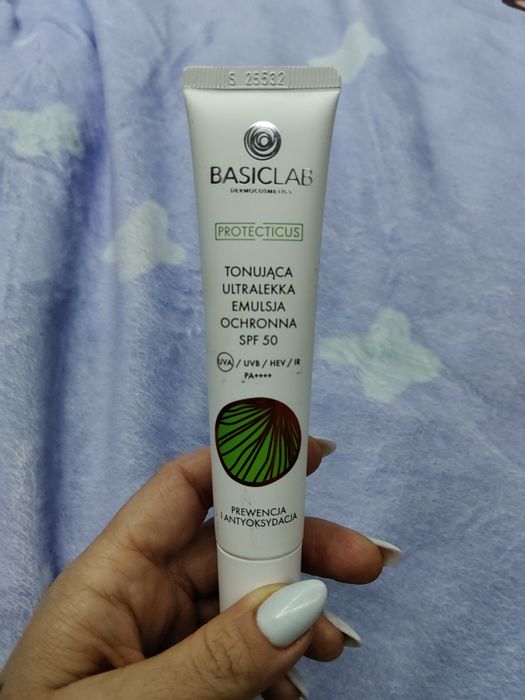 S 25532
BASICLAB
DERMOCOSMETICS
PROTECTICUS
TONUJĄCA
ULTRALEKKA
EMULSJA
OCHRONNA
SPF 50
UVA / UVB / HEV / IR
PA++++
PREWENCJA
I ANTYOKSYDACJA